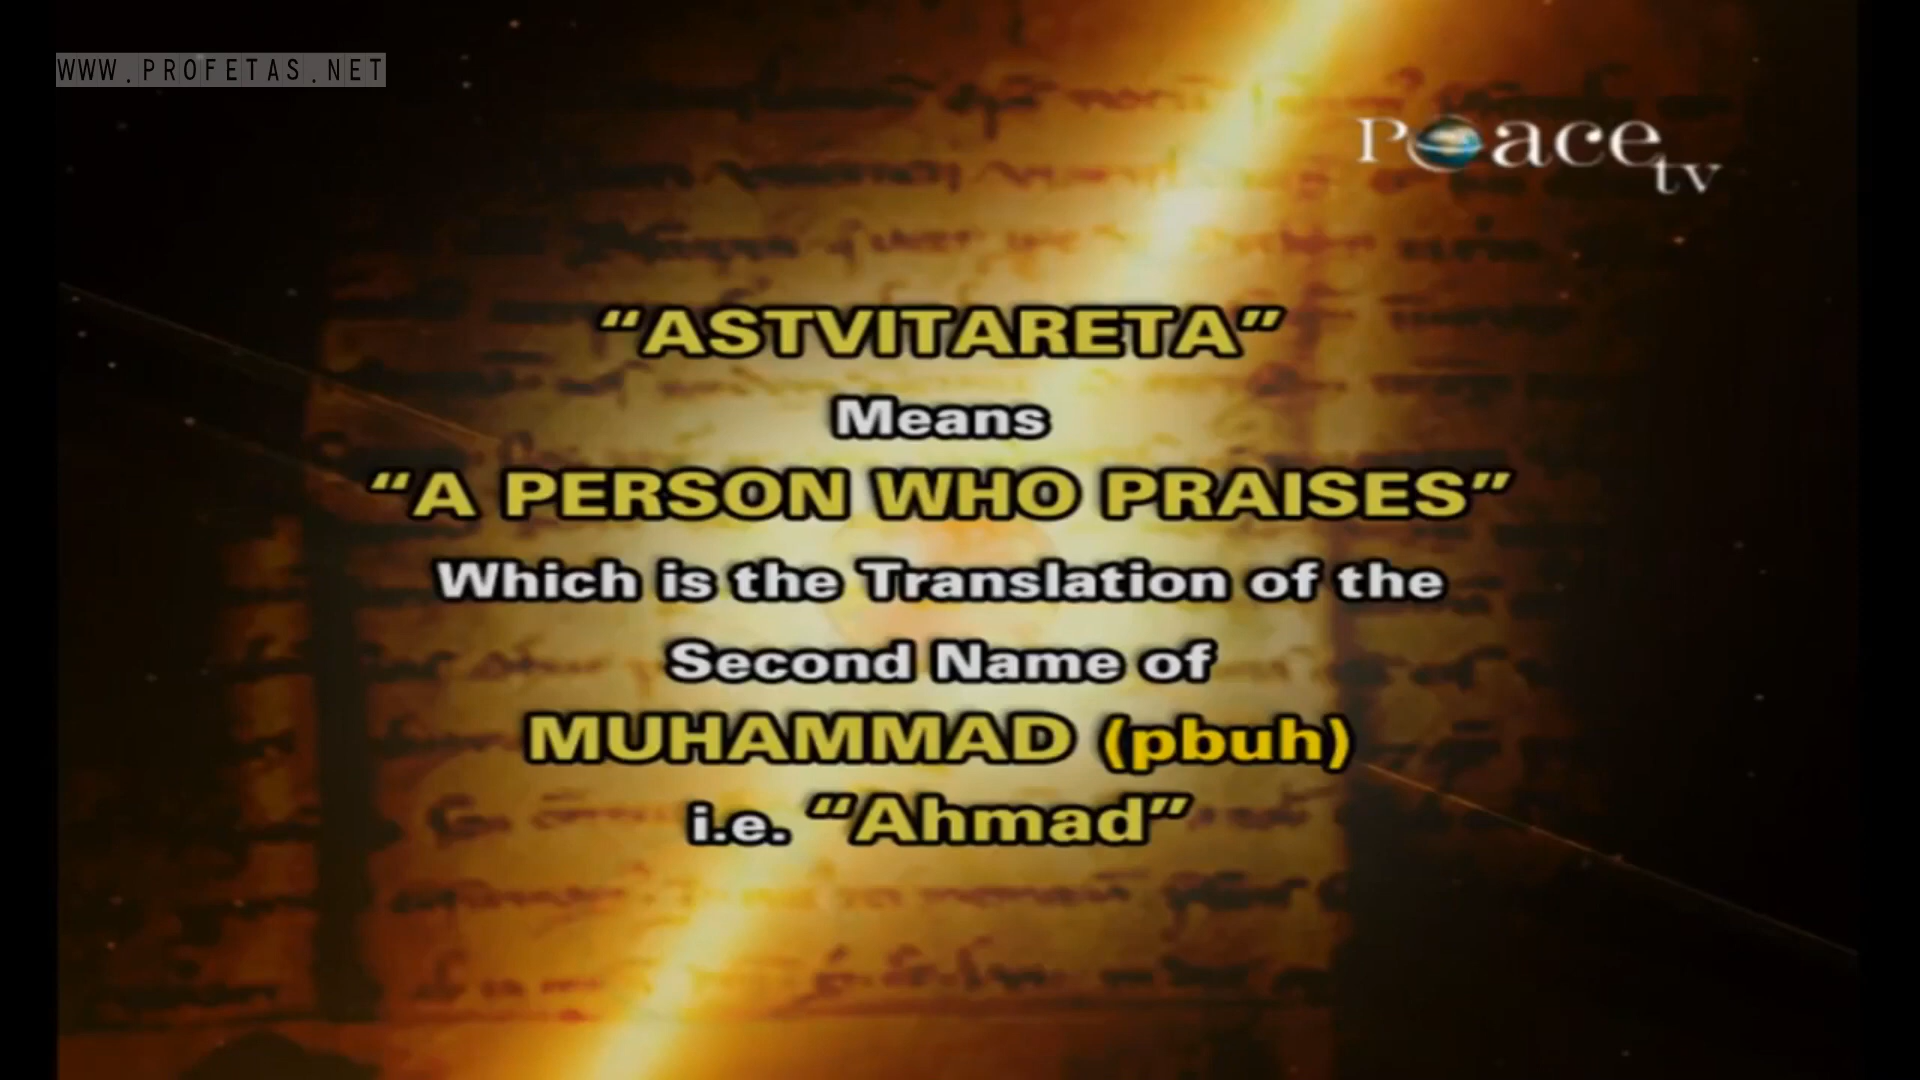 WWW.PROFETAS.NET
Peace tv
“ASTVITARETA”
Means
“A PERSON WHO PRAISES”
Which is the Translation of the
Second Name of
MUHAMMAD (pbuh)
i.e. “Ahmad”